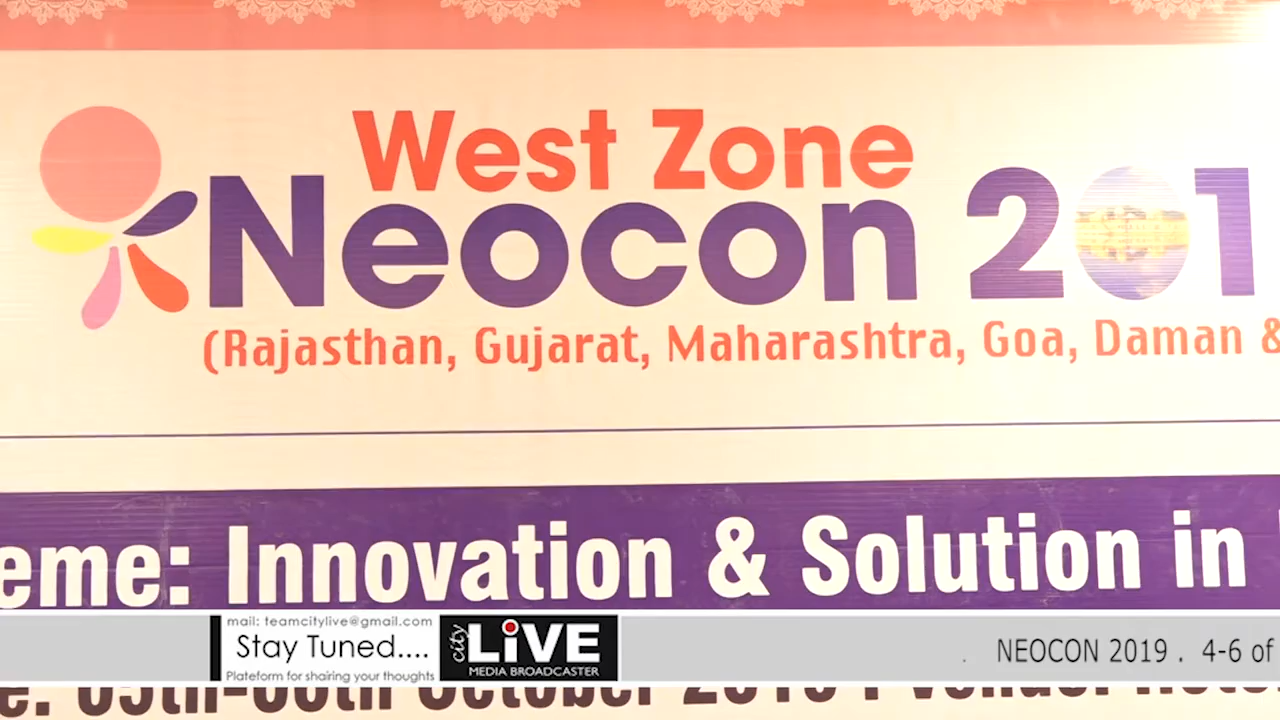 West Zone
Neocon 201
(Rajasthan, Gujarat, Maharashtra, Goa, Daman &
eme: Innovation & Solution in
mail: teamcitylive@gmail.com
Stay Tuned....
Plateform for shairing your thoughts
city LiVE
MEDIA BROADCASTER
NEOCON 2019 . 4-6 of
October